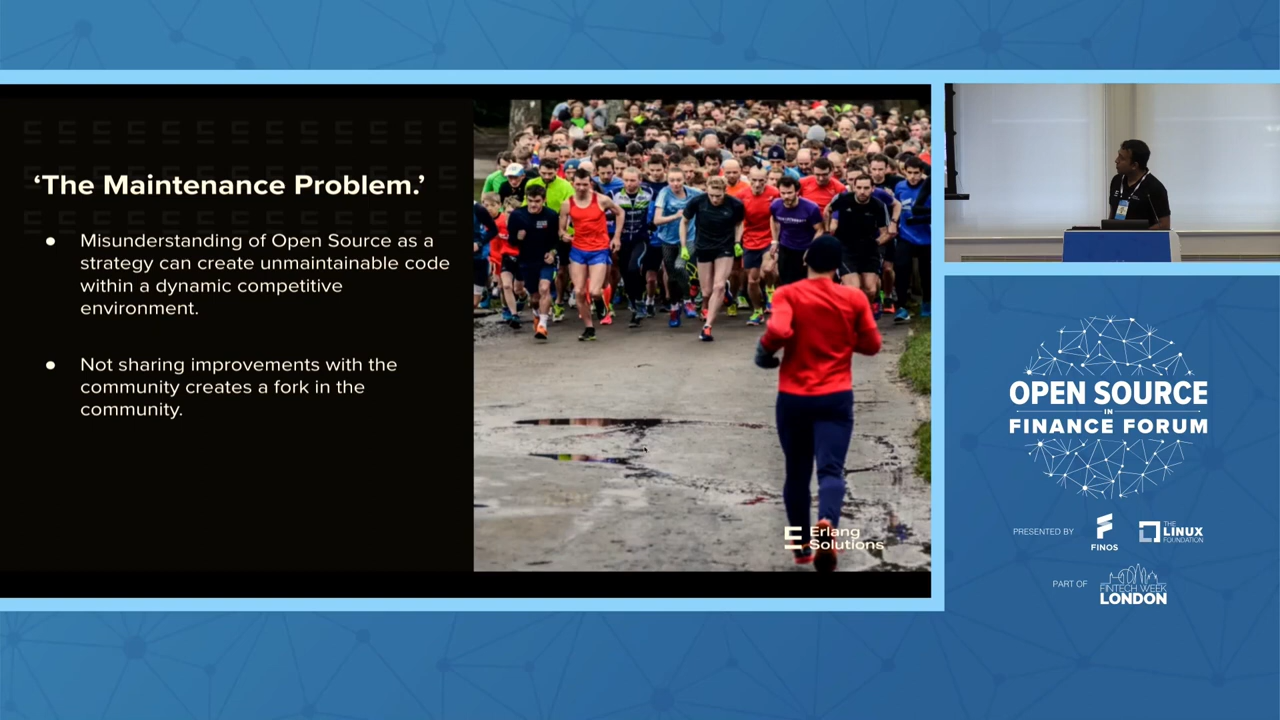 ‘The Maintenance Problem.’
● Misunderstanding of Open Source as a
strategy can create unmaintainable code
within a dynamic competitive
environment.
● Not sharing improvements with the
community creates a fork in the
community.
Erlang
Solutions
OPEN SOURCE
IN
FINANCE FORUM
PRESENTED BY
FINOS
THE
LINUX
FOUNDATION
PART OF
FINTECH WEEK
LONDON